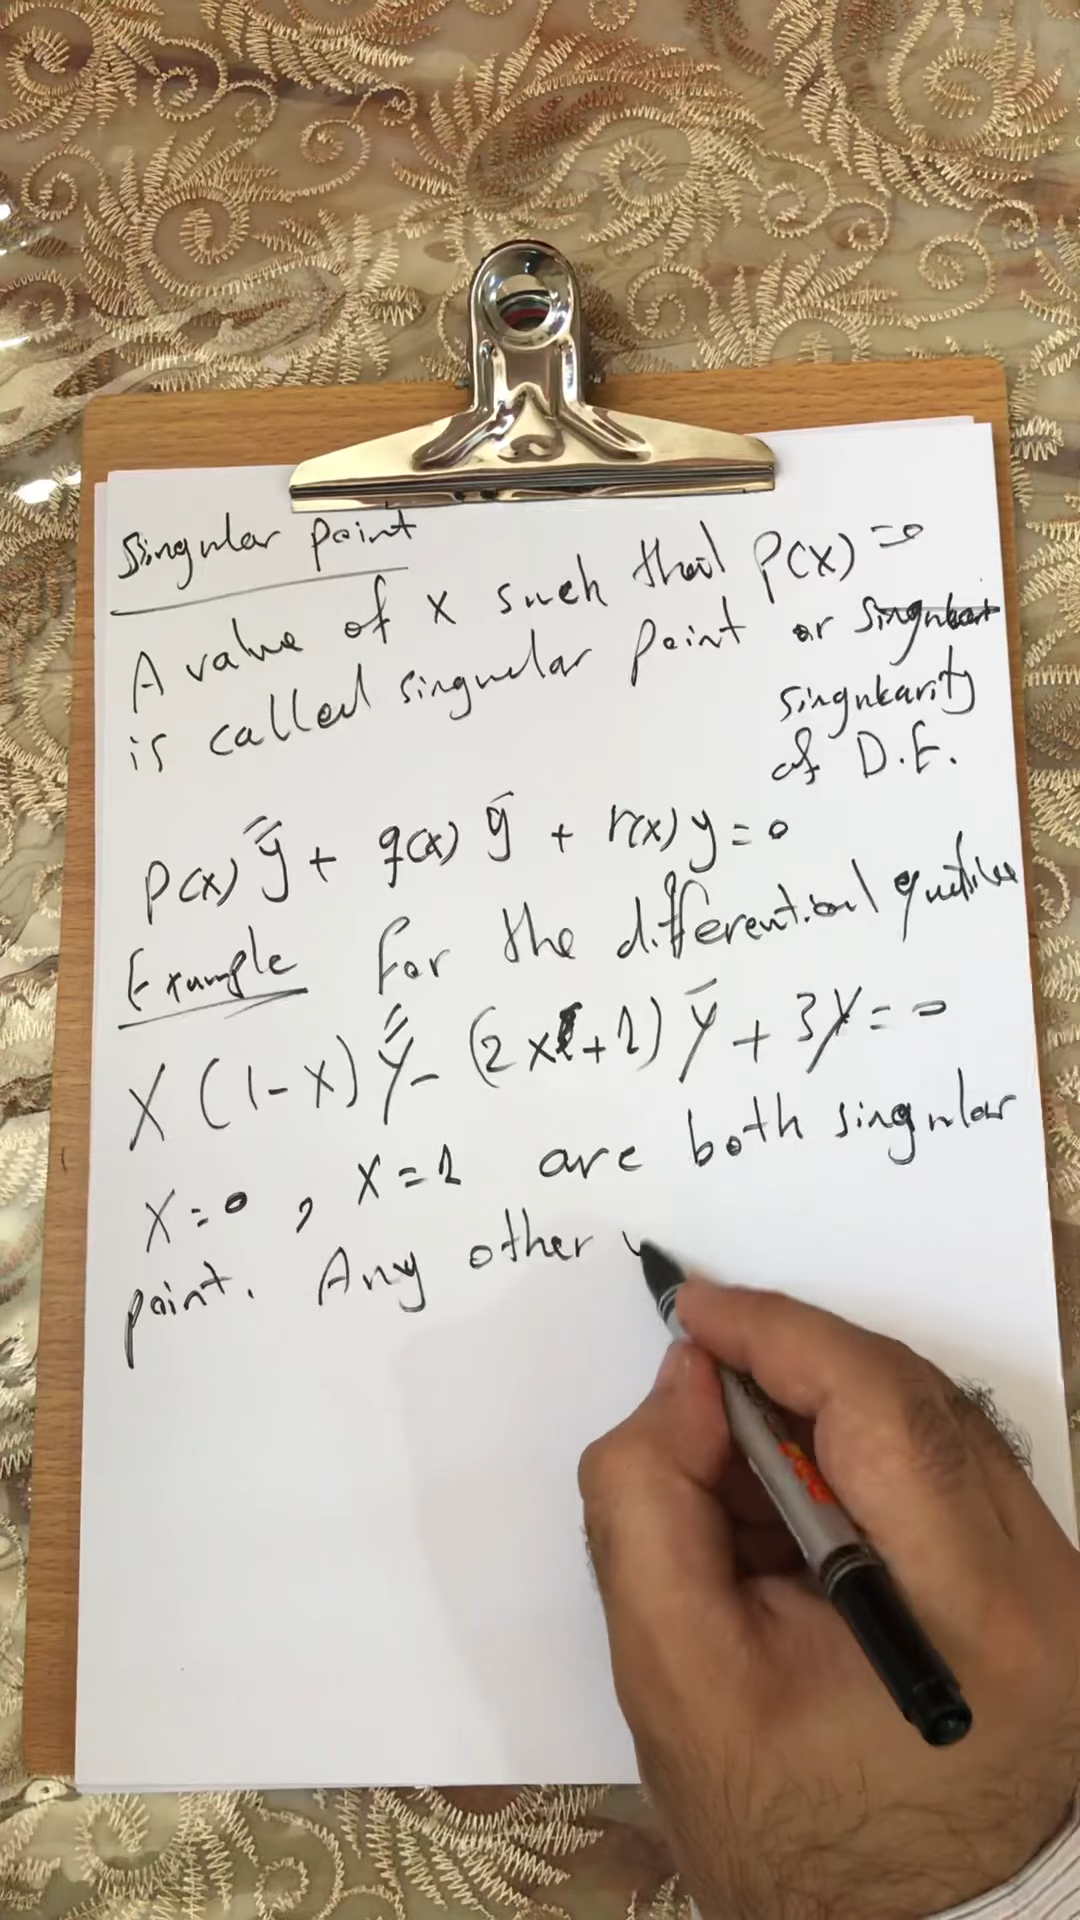 Singular point
A value of x such that P(x) = 0
is called singular point or singular
singularity
of D.E.
P(x) y̿ + q(x) y̅ + r(x) y = 0
Example For the differential
X (1-x) y̿ - (2x+1) y̅ + 3y = 0
X = 0 , X = 1 are both singular
point. Any other